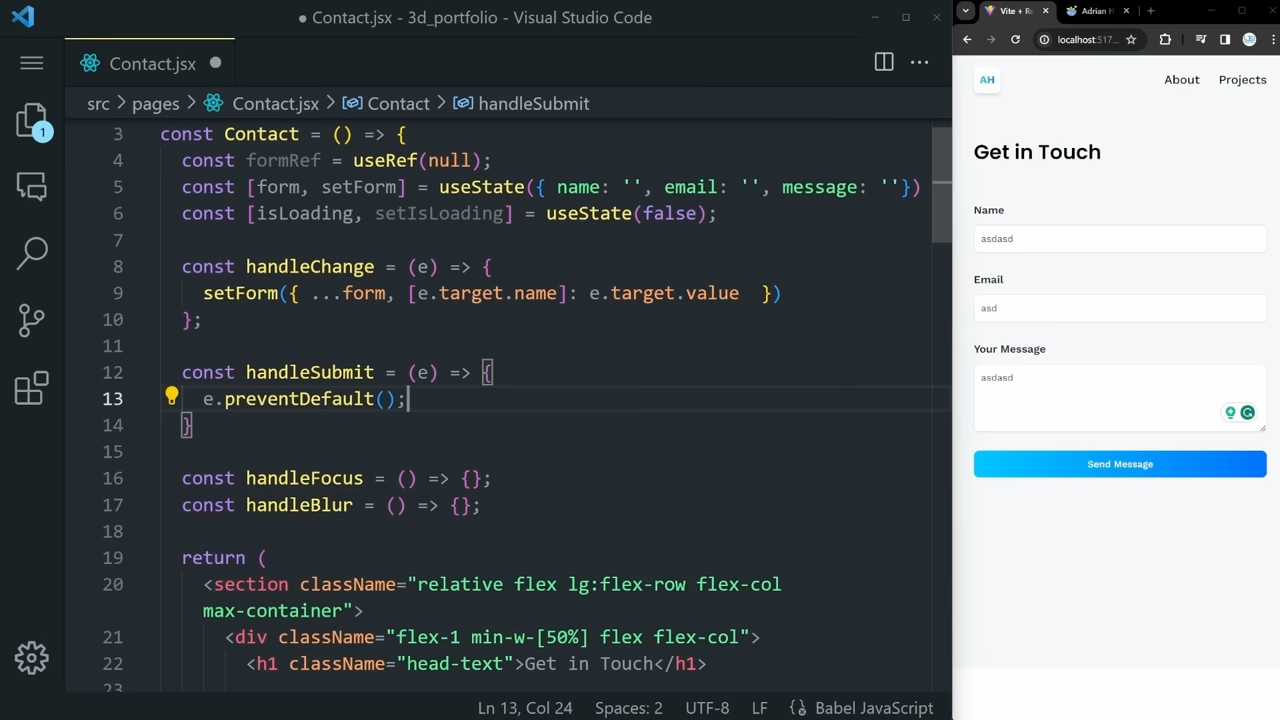 Contact.jsx - 3d_portfolio - Visual Studio Code
Contact.jsx
src > pages > Contact.jsx > Contact > handleSubmit
1
3 const Contact = () => {
4 const formRef = useRef(null);
5 const [form, setForm] = useState({ name: '', email: '', message: ''})
6 const [isLoading, setIsLoading] = useState(false);
7
8 const handleChange = (e) => {
9 setForm({ ...form, [e.target.name]: e.target.value })
10 };
11
12 const handleSubmit = (e) => {
13 e.preventDefault();
14 }
15
16 const handleFocus = () => {};
17 const handleBlur = () => {};
18
19 return (
20 <section className="relative flex lg:flex-row flex-col
max-container">
21 <div className="flex-1 min-w-[50%] flex flex-col">
22 <h1 className="head-text">Get in Touch</h1>
23
Ln 13, Col 24 Spaces: 2 UTF-8 LF Babel JavaScript
Vite + Re
Adrian H
localhost:517...
AH
About Projects
Get in Touch
Name
asdasd
Email
asd
Your Message
asdasd
Send Message